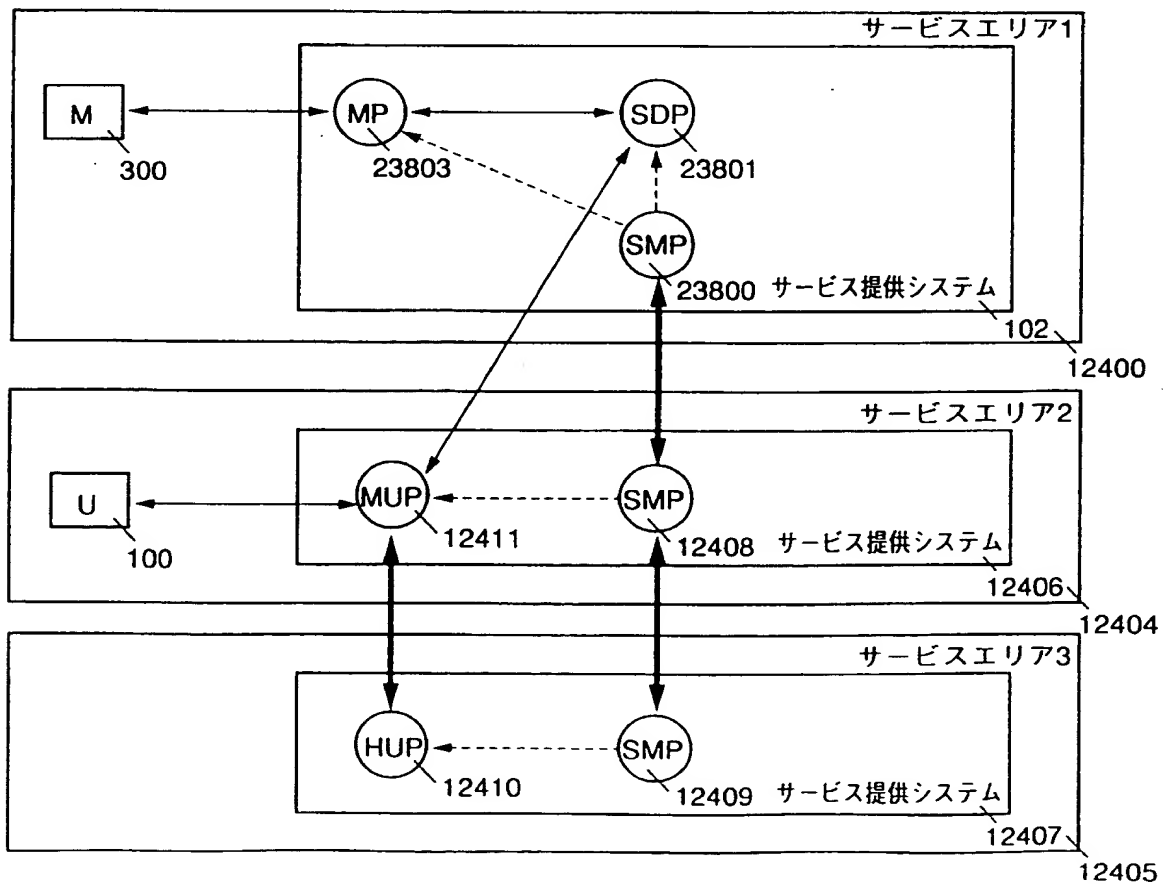 サービスエリア1
M
300
MP
23803
SDP
23801
SMP
23800
サービス提供システム
102
12400
サービスエリア2
U
100
MUP
12411
SMP
12408
サービス提供システム
12406
12404
サービスエリア3
HUP
12410
SMP
12409
サービス提供システム
12407
12405